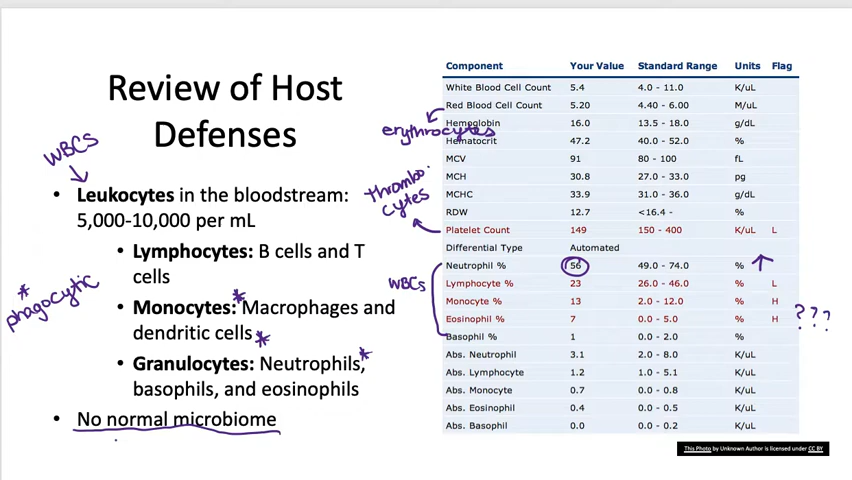 Review of Host
Defenses
WBCS
• Leukocytes in the bloodstream:
5,000-10,000 per mL
• Lymphocytes: B cells and T
cells
* phagocytic
• Monocytes:* Macrophages and
dendritic cells *
• Granulocytes: Neutrophils,*
basophils, and eosinophils
• No normal microbiome
erythrocytes
thrombo-
cytes
WBCs
Component Your Value Standard Range Units Flag
White Blood Cell Count 5.4 4.0 - 11.0 K/uL
Red Blood Cell Count 5.20 4.40 - 6.00 M/uL
Hemoglobin 16.0 13.5 - 18.0 g/dL
Hematocrit 47.2 40.0 - 52.0 %
MCV 91 80 - 100 fL
MCH 30.8 27.0 - 33.0 pg
MCHC 33.9 31.0 - 36.0 g/dL
RDW 12.7 <16.4 - %
Platelet Count 149 150 - 400 K/uL L
Differential Type Automated
Neutrophil % 56 49.0 - 74.0 %
Lymphocyte % 23 26.0 - 46.0 % L
Monocyte % 13 2.0 - 12.0 % H
Eosinophil % 7 0.0 - 5.0 % H ???
Basophil % 1 0.0 - 2.0 %
Abs. Neutrophil 3.1 2.0 - 8.0 K/uL
Abs. Lymphocyte 1.2 1.0 - 5.1 K/uL
Abs. Monocyte 0.7 0.0 - 0.8 K/uL
Abs. Eosinophil 0.4 0.0 - 0.5 K/uL
Abs. Basophil 0.0 0.0 - 0.2 K/uL
This Photo by Unknown Author is licensed under CC BY